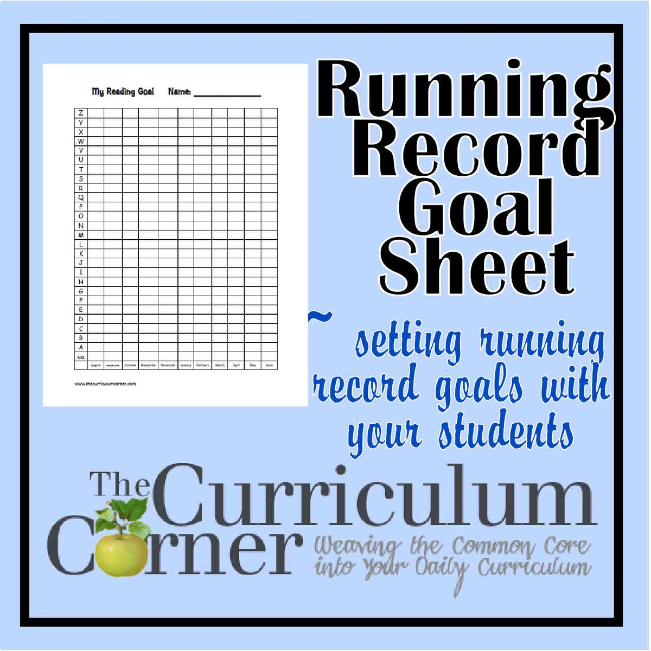 My Reading Goal Name: ____________
Z
Y
X
W
V
U
T
S
R
Q
P
O
N
M
L
K
J
I
H
G
F
E
D
C
B
A
August September October November December January February March April May June
www.thecurriculumcorner.com
Running
Record
Goal
Sheet
~ setting running
record goals with
your students
The Curriculum
Corner
Weaving the Common Core
into Your Daily Curriculum